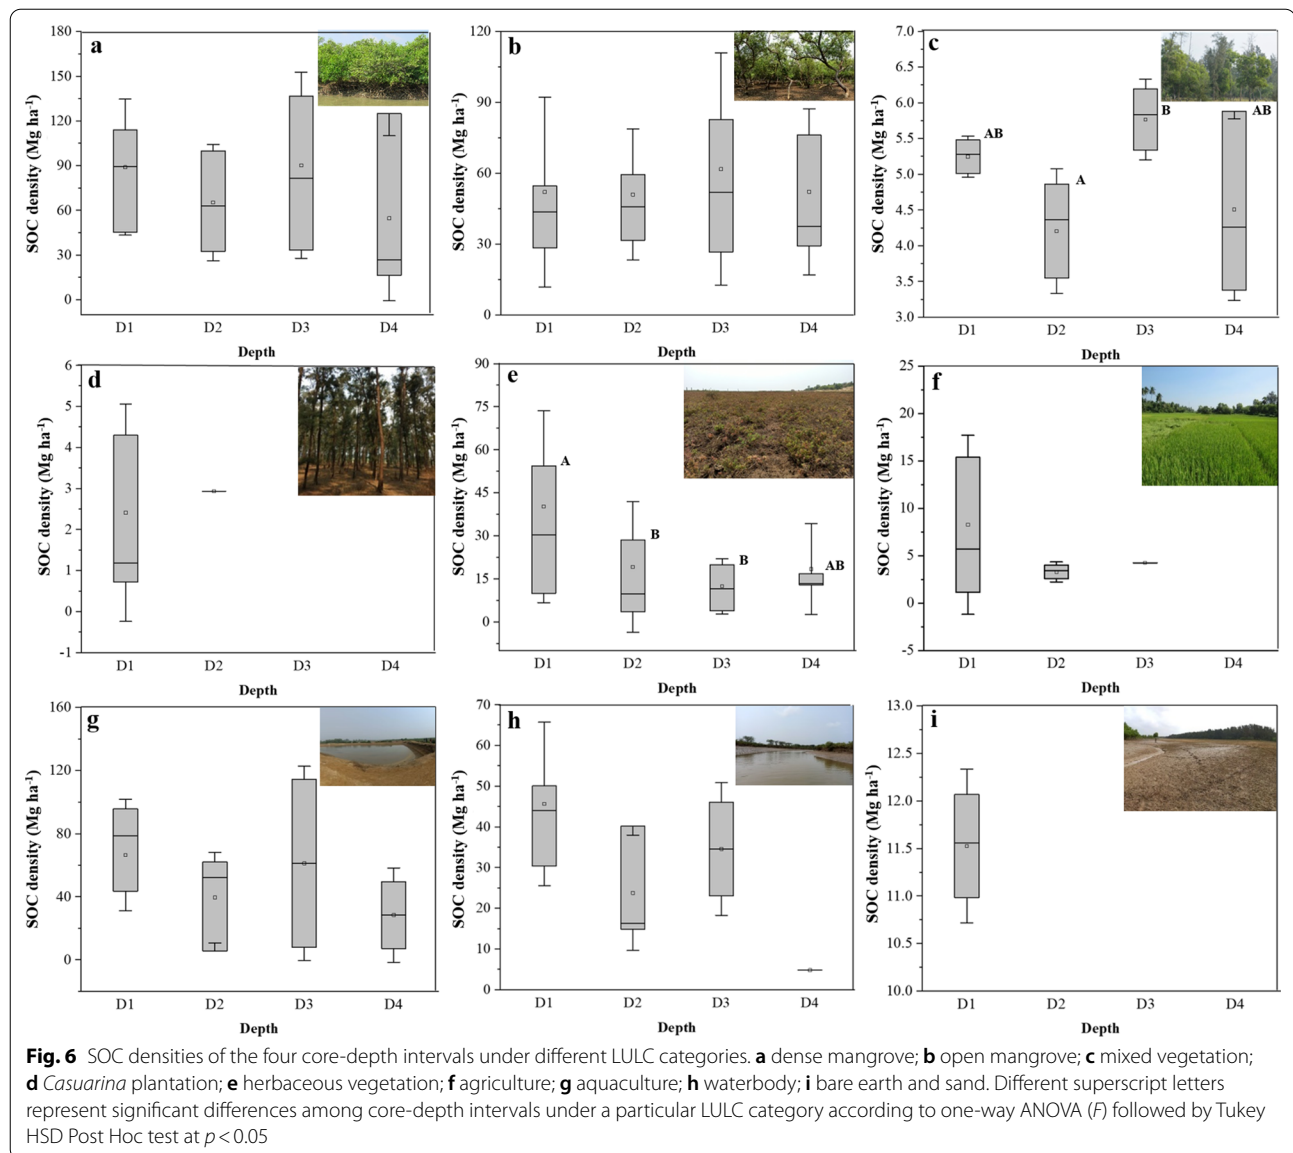 a
SOC density (Mg ha⁻¹)
180
150
120
90
60
30
0
D1 D2 D3 D4
Depth
b
SOC density (Mg ha⁻¹)
120
90
60
30
0
D1 D2 D3 D4
Depth
c
SOC density (Mg ha⁻¹)
7.0
6.5
6.0
5.5
5.0
4.5
4.0
3.5
3.0
AB A B AB
D1 D2 D3 D4
Depth
d
SOC density (Mg ha⁻¹)
6
5
4
3
2
1
0
-1
D1 D2 D3 D4
Depth
e
SOC density (Mg ha⁻¹)
90
75
60
45
30
15
0
A B B AB
D1 D2 D3 D4
Depth
f
SOC density (Mg ha⁻¹)
25
20
15
10
5
0
-5
D1 D2 D3 D4
Depth
g
SOC density (Mg ha⁻¹)
160
120
80
40
0
D1 D2 D3 D4
Depth
h
SOC density (Mg ha⁻¹)
70
60
50
40
30
20
10
0
D1 D2 D3 D4
Depth
i
SOC density (Mg ha⁻¹)
13.0
12.5
12.0
11.5
11.0
10.5
10.0
D1 D2 D3 D4
Depth
Fig. 6 SOC densities of the four core-depth intervals under different LULC categories. a dense mangrove; b open mangrove; c mixed vegetation;
d Casuarina plantation; e herbaceous vegetation; f agriculture; g aquaculture; h waterbody; i bare earth and sand. Different superscript letters
represent significant differences among core-depth intervals under a particular LULC category according to one-way ANOVA (F) followed by Tukey
HSD Post Hoc test at p < 0.05